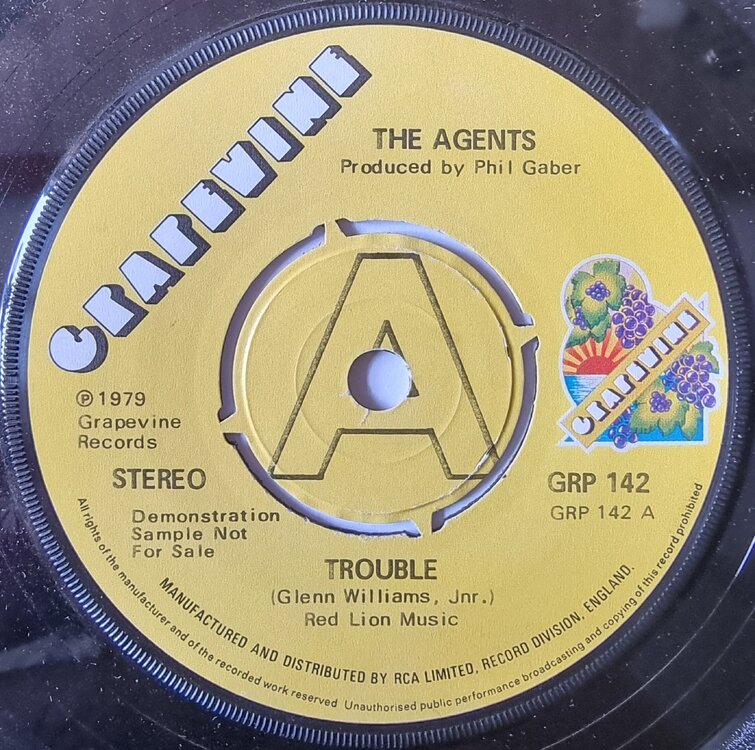 GRAPEVINE
THE AGENTS
Produced by Phil Gaber
A
GRAPEVINE
℗ 1979
Grapevine
Records
STEREO
GRP 142
GRP 142 A
Demonstration
Sample Not
For Sale
TROUBLE
(Glenn Williams, Jnr.)
Red Lion Music
MANUFACTURED AND DISTRIBUTED BY RCA LIMITED, RECORD DIVISION, ENGLAND.
All rights of the manufacturer and of the recorded work reserved Unauthorised public performance broadcasting and copying of this record prohibited